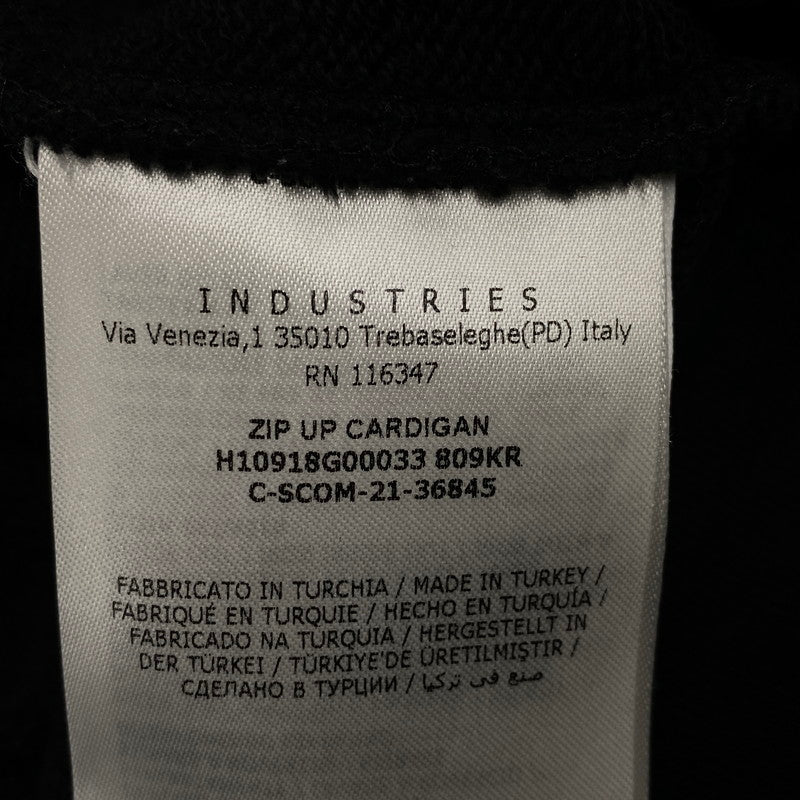 INDUSTRIES
Via Venezia,1 35010 Trebaseleghe(PD) Italy
RN 116347
ZIP UP CARDIGAN
H10918G00033 809KR
C-SCOM-21-36845
FABBRICATO IN TURCHIA / MADE IN TURKEY /
FABRIQUÉ EN TURQUIE / HECHO EN TURQUÍA /
FABRICADO NA TURQUIA / HERGESTELLT IN
DER TÜRKEI / TÜRKIYE'DE ÜRETILMIŞTIR /
СДЕЛАНО В ТУРЦИИ / صنع في تركيا